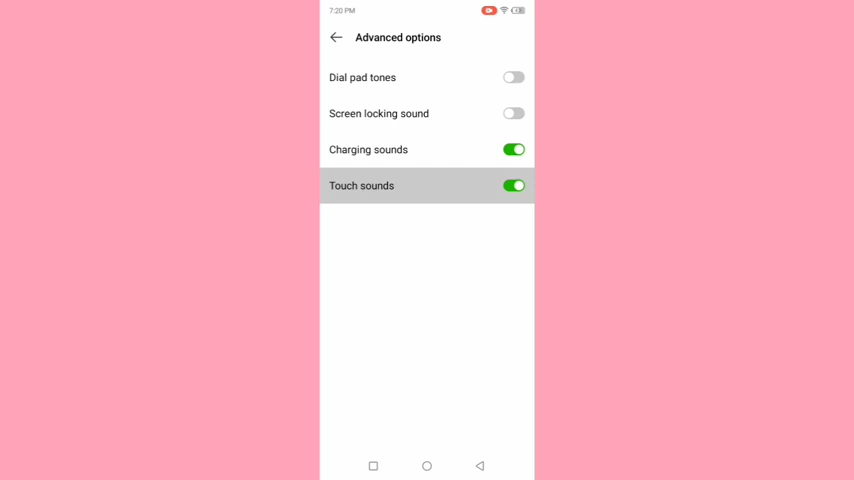 7:20 PM
Advanced options
Dial pad tones
Screen locking sound
Charging sounds
Touch sounds